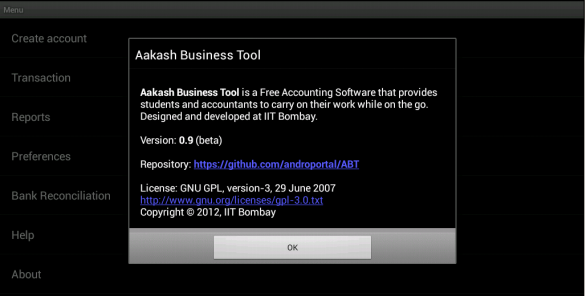 Menu
Create account
Transaction
Reports
Preferences
Bank Reconciliation
Help
About
Aakash Business Tool
Aakash Business Tool is a Free Accounting Software that provides
students and accountants to carry on their work while on the go.
Designed and developed at IIT Bombay.
Version: 0.9 (beta)
Repository: https://github.com/androportal/ABT
License: GNU GPL, version-3, 29 June 2007
http://www.gnu.org/licenses/gpl-3.0.txt
Copyright © 2012, IIT Bombay
OK